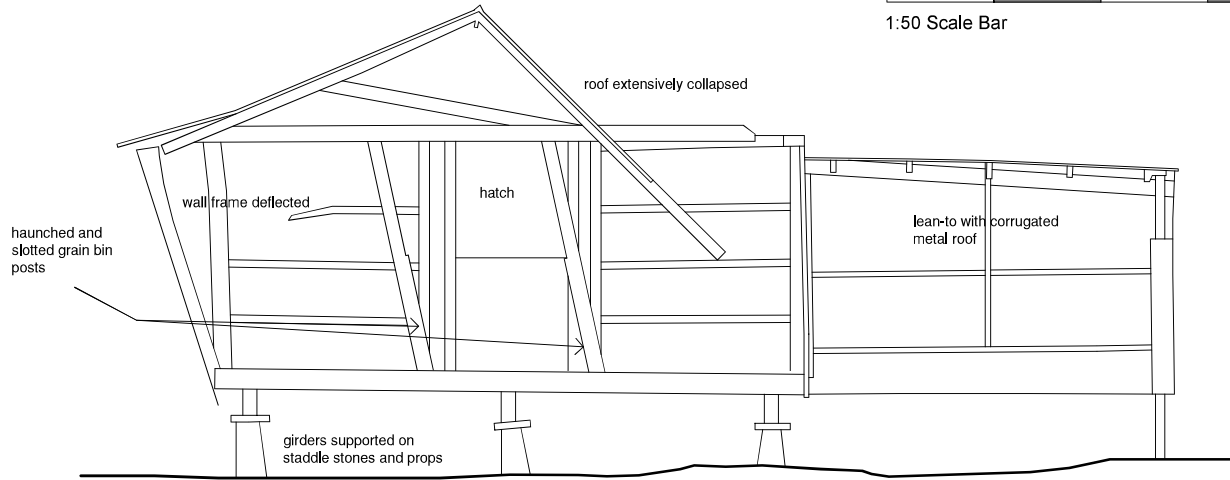 1:50 Scale Bar
roof extensively collapsed
hatch
wall frame deflected
haunched and
slotted grain bin
posts
lean-to with corrugated
metal roof
girders supported on
staddle stones and props